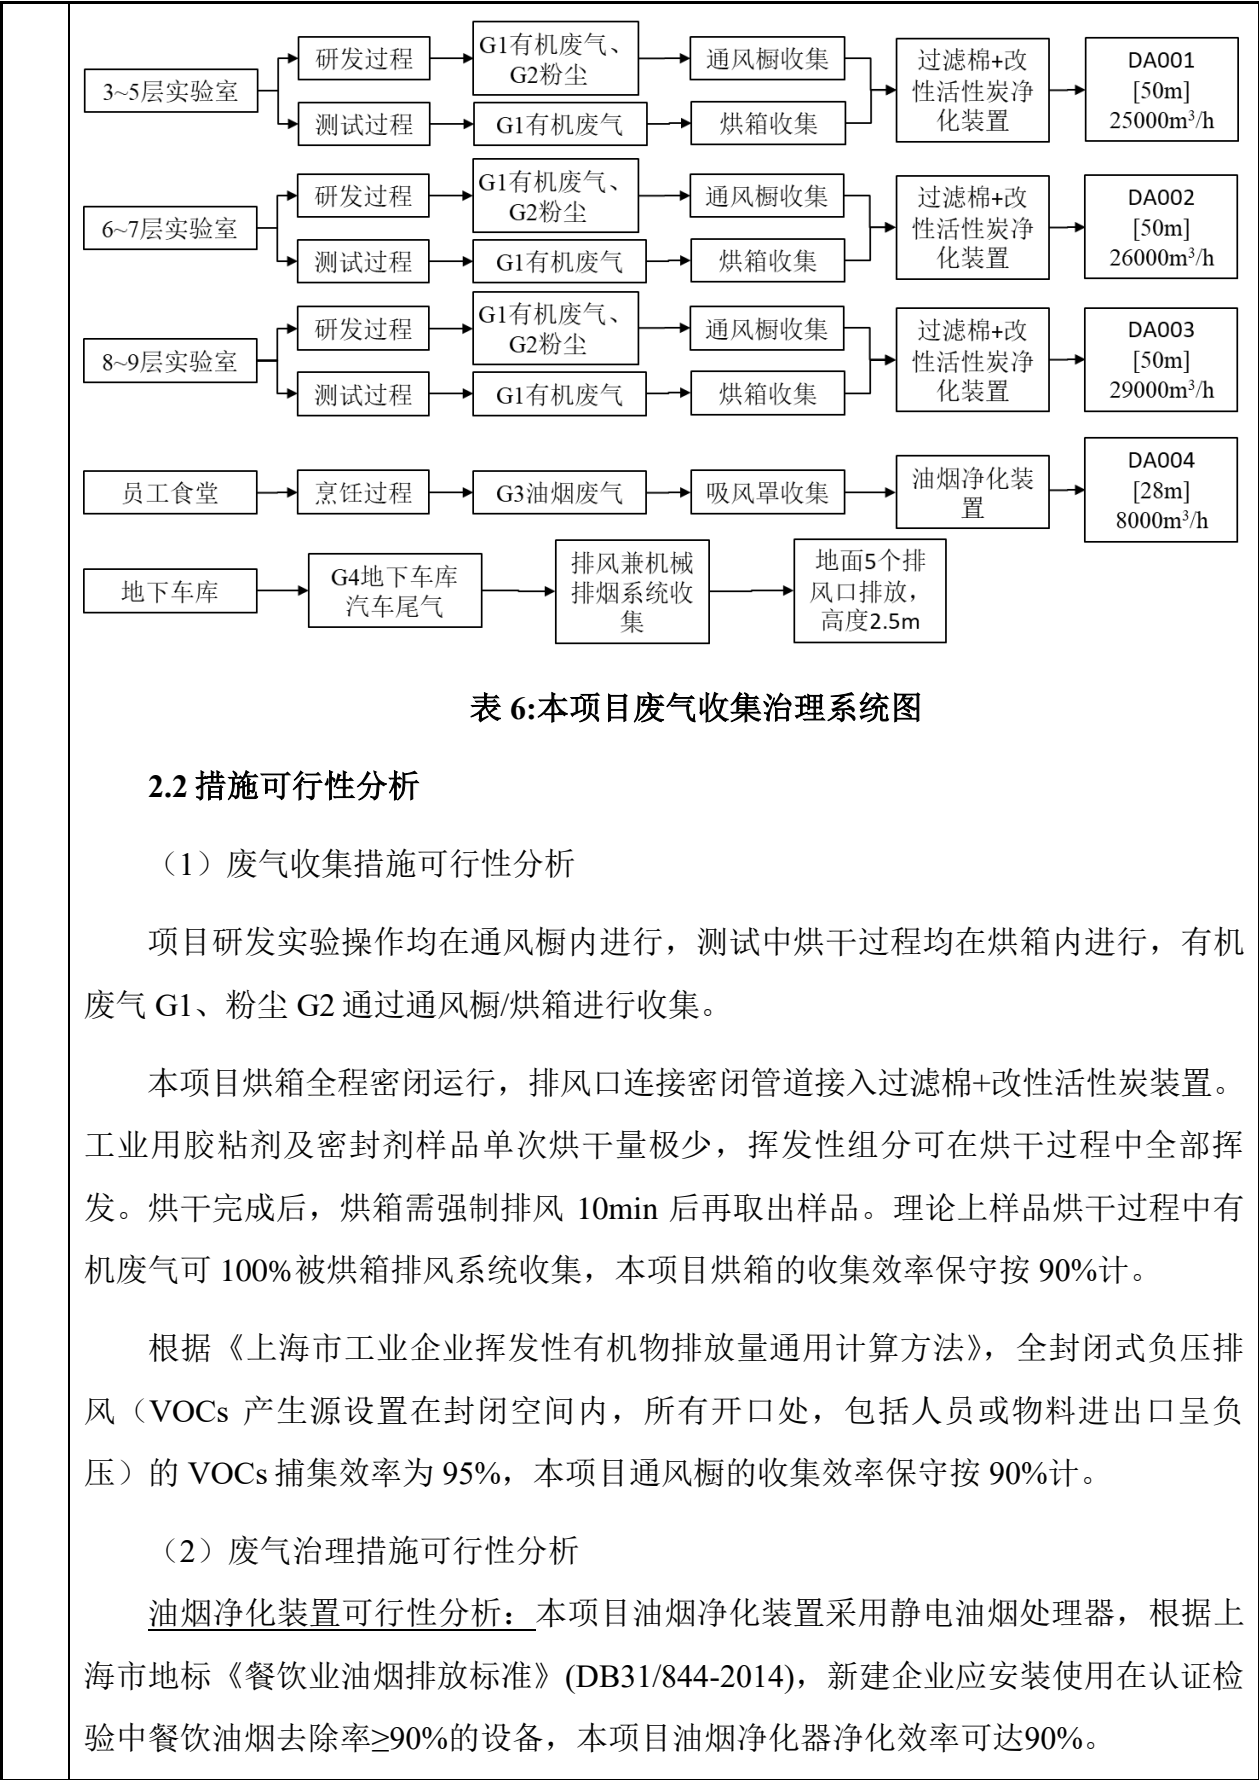 3~5层实验室
研发过程
G1有机废气、
G2粉尘
通风橱收集
测试过程
G1有机废气
烘箱收集
过滤棉+改
性活性炭净
化装置
DA001
[50m]
25000m³/h
6~7层实验室
研发过程
G1有机废气、
G2粉尘
通风橱收集
测试过程
G1有机废气
烘箱收集
过滤棉+改
性活性炭净
化装置
DA002
[50m]
26000m³/h
8~9层实验室
研发过程
G1有机废气、
G2粉尘
通风橱收集
测试过程
G1有机废气
烘箱收集
过滤棉+改
性活性炭净
化装置
DA003
[50m]
29000m³/h
员工食堂
烹饪过程
G3油烟废气
吸风罩收集
油烟净化装
置
DA004
[28m]
8000m³/h
地下车库
G4地下车库
汽车尾气
排风兼机械
排烟系统收
集
地面5个排
风口排放，
高度2.5m
表 6:本项目废气收集治理系统图
2.2 措施可行性分析
（1）废气收集措施可行性分析
项目研发实验操作均在通风橱内进行，测试中烘干过程均在烘箱内进行，有机
废气 G1、粉尘 G2 通过通风橱/烘箱进行收集。
本项目烘箱全程密闭运行，排风口连接密闭管道接入过滤棉+改性活性炭装置。
工业用胶粘剂及密封剂样品单次烘干量极少，挥发性组分可在烘干过程中全部挥
发。烘干完成后，烘箱需强制排风 10min 后再取出样品。理论上样品烘干过程中有
机废气可 100%被烘箱排风系统收集，本项目烘箱的收集效率保守按 90%计。
根据《上海市工业企业挥发性有机物排放量通用计算方法》，全封闭式负压排
风（VOCs 产生源设置在封闭空间内，所有开口处，包括人员或物料进出口呈负
压）的 VOCs 捕集效率为 95%，本项目通风橱的收集效率保守按 90%计。
（2）废气治理措施可行性分析
油烟净化装置可行性分析：本项目油烟净化装置采用静电油烟处理器，根据上
海市地标《餐饮业油烟排放标准》(DB31/844-2014)，新建企业应安装使用在认证检
验中餐饮油烟去除率≥90%的设备，本项目油烟净化器净化效率可达90%。